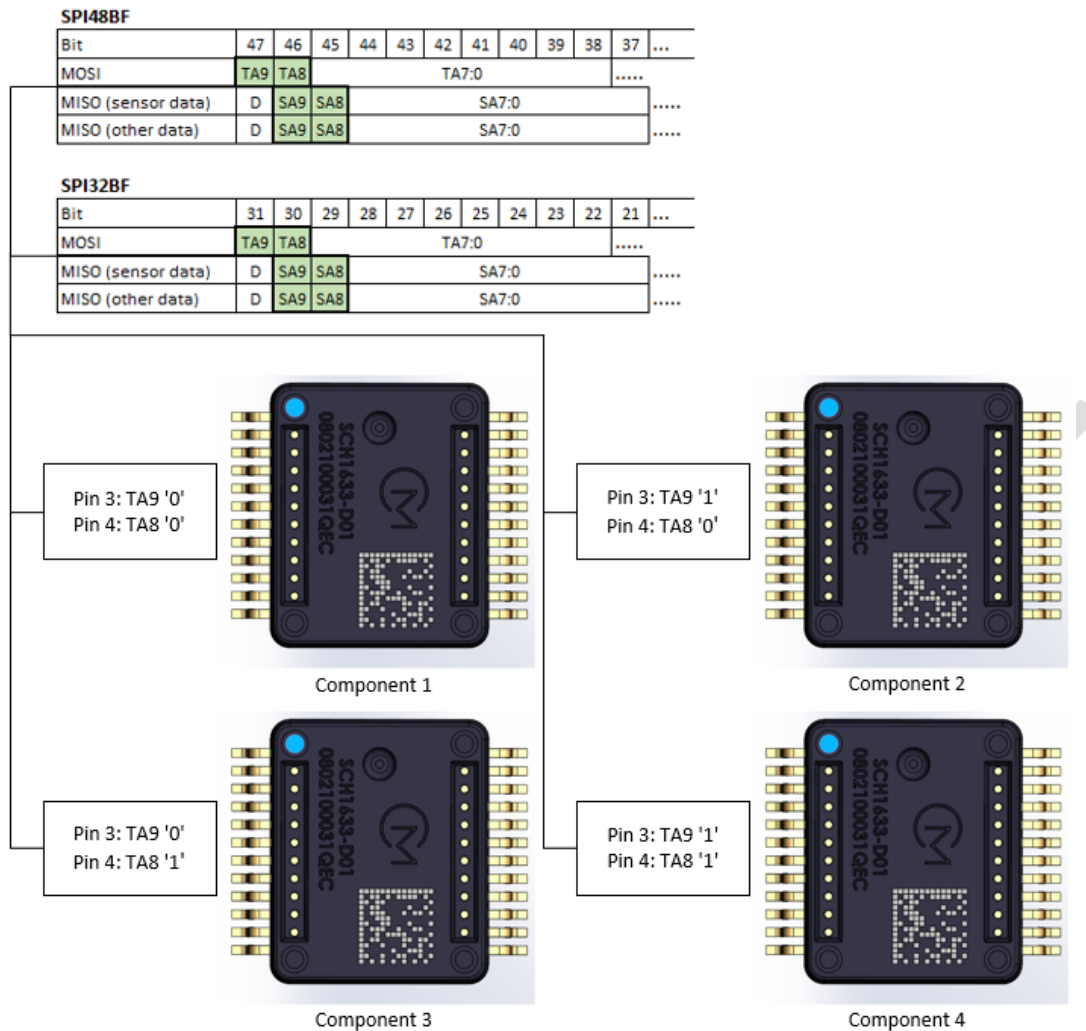 SPI48BF
Bit 47 46 45 44 43 42 41 40 39 38 37 ...
MOSI TA9 TA8 TA7:0 .....
MISO (sensor data) D SA9 SA8 SA7:0 .....
MISO (other data) D SA9 SA8 SA7:0 .....
SPI32BF
Bit 31 30 29 28 27 26 25 24 23 22 21 ...
MOSI TA9 TA8 TA7:0 .....
MISO (sensor data) D SA9 SA8 SA7:0 .....
MISO (other data) D SA9 SA8 SA7:0 .....
Pin 3: TA9 '0'
Pin 4: TA8 '0'
SCH1633-D01
0802100031QEC
M
Component 1
Pin 3: TA9 '1'
Pin 4: TA8 '0'
SCH1633-D01
0802100031QEC
M
Component 2
Pin 3: TA9 '0'
Pin 4: TA8 '1'
SCH1633-D01
0802100031QEC
M
Component 3
Pin 3: TA9 '1'
Pin 4: TA8 '1'
SCH1633-D01
0802100031QEC
M
Component 4